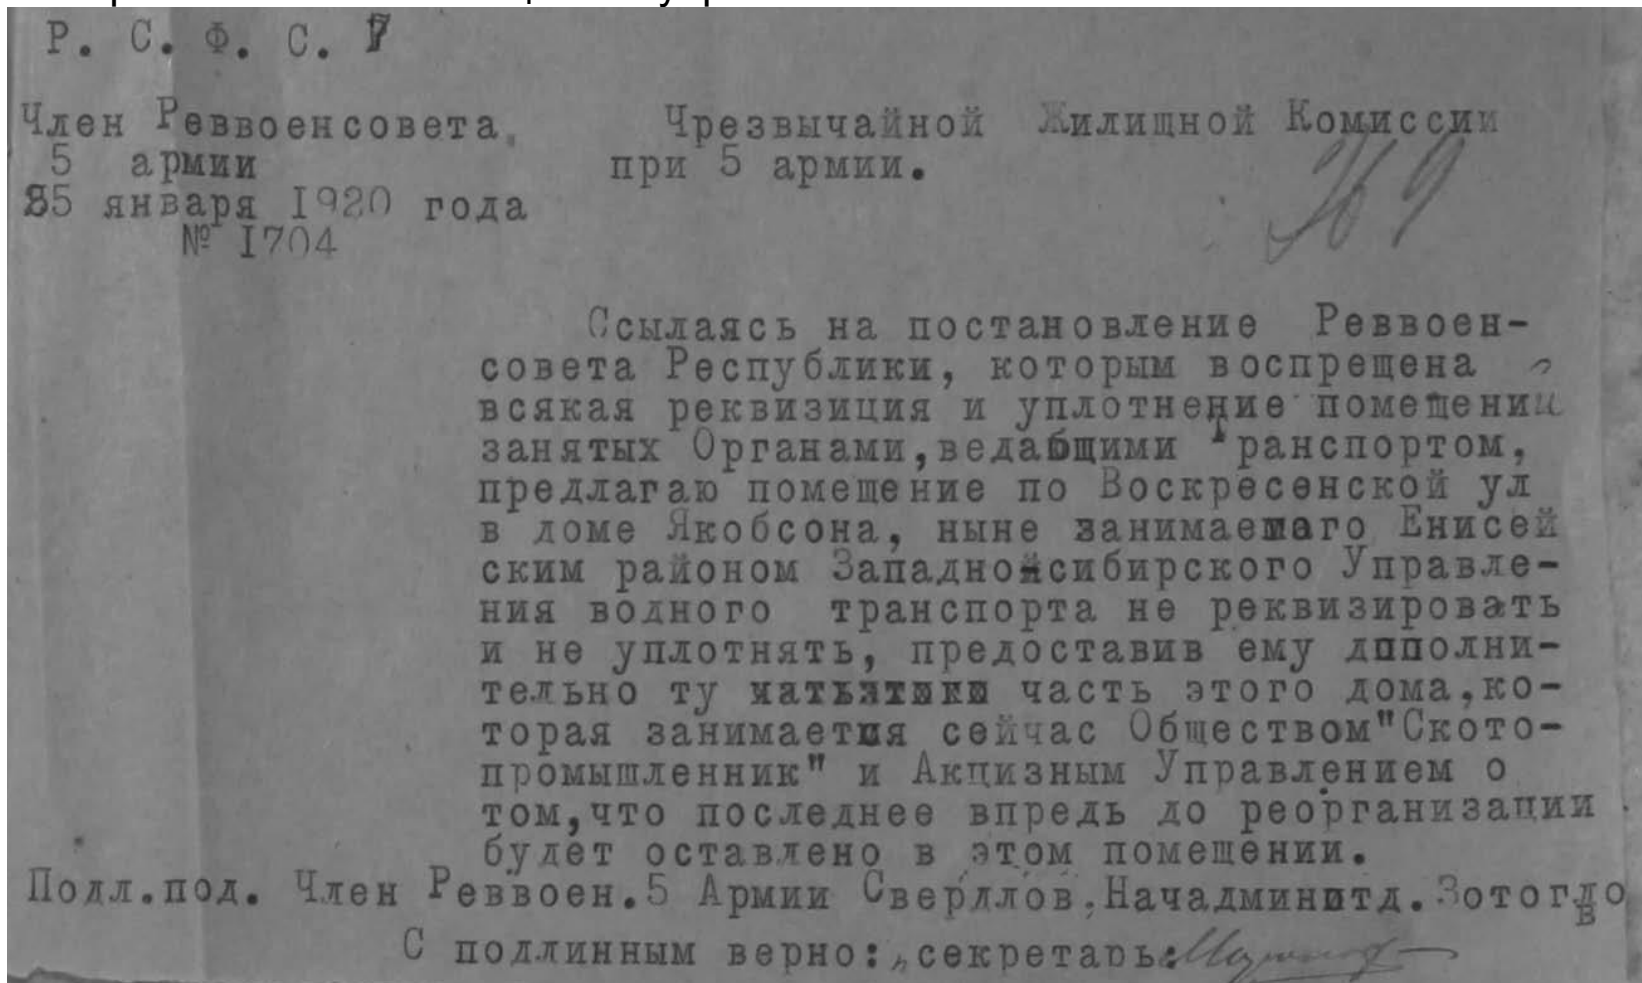 Р. С. Ф. С. Р
Член Реввоенсовета. Чрезвычайной Жилищной Комиссии
5 армии при 5 армии.
25 января 1920 года
№ I704
Ссылаясь на постановление Реввоен-
совета Республики, которым воспрещена
всякая реквизиция и уплотнение помещений
занятых Органами,ведающими Транспортом,
предлагаю помещение по Воскресенской ул
в доме Якобсона, ныне занимаемаго Енисей
ским районом Западно-сибирского Управле-
ния водного транспорта не реквизировать
и не уплотнять, предоставив ему дополни-
тельно ту часть этого дома,ко-
торая занимается сейчас Обществом"Ското-
промышленник" и Акцизным Управлением о
том,что последнее впредь до реорганизации
будет оставлено в этом помещении.
Подл.под. Член Реввоен.5 Армии Свердлов.Начадминотд.
С подлинным верно: секретарь: